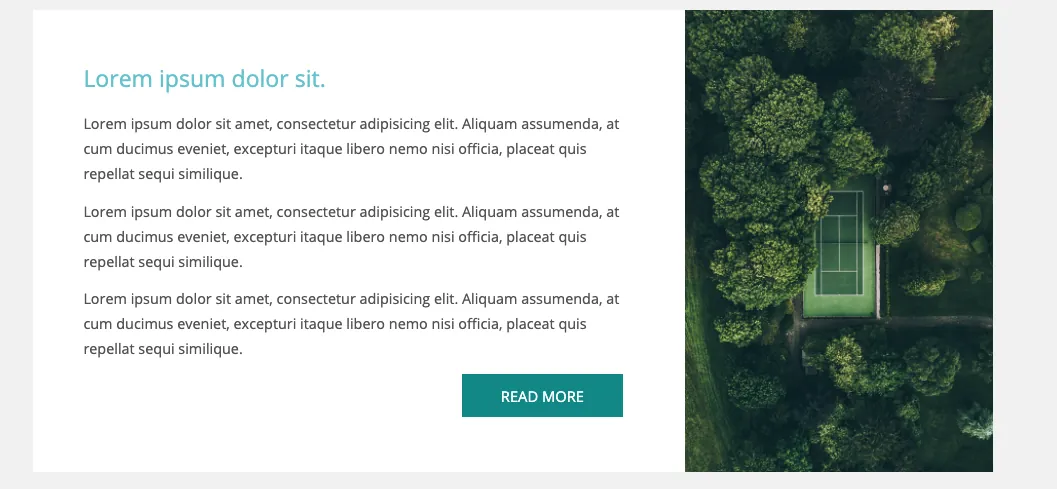 Lorem ipsum dolor sit.
Lorem ipsum dolor sit amet, consectetur adipisicing elit. Aliquam assumenda, at
cum ducimus eveniet, excepturi itaque libero nemo nisi officia, placeat quis
repellat sequi similique.
Lorem ipsum dolor sit amet, consectetur adipisicing elit. Aliquam assumenda, at
cum ducimus eveniet, excepturi itaque libero nemo nisi officia, placeat quis
repellat sequi similique.
Lorem ipsum dolor sit amet, consectetur adipisicing elit. Aliquam assumenda, at
cum ducimus eveniet, excepturi itaque libero nemo nisi officia, placeat quis
repellat sequi similique.
READ MORE